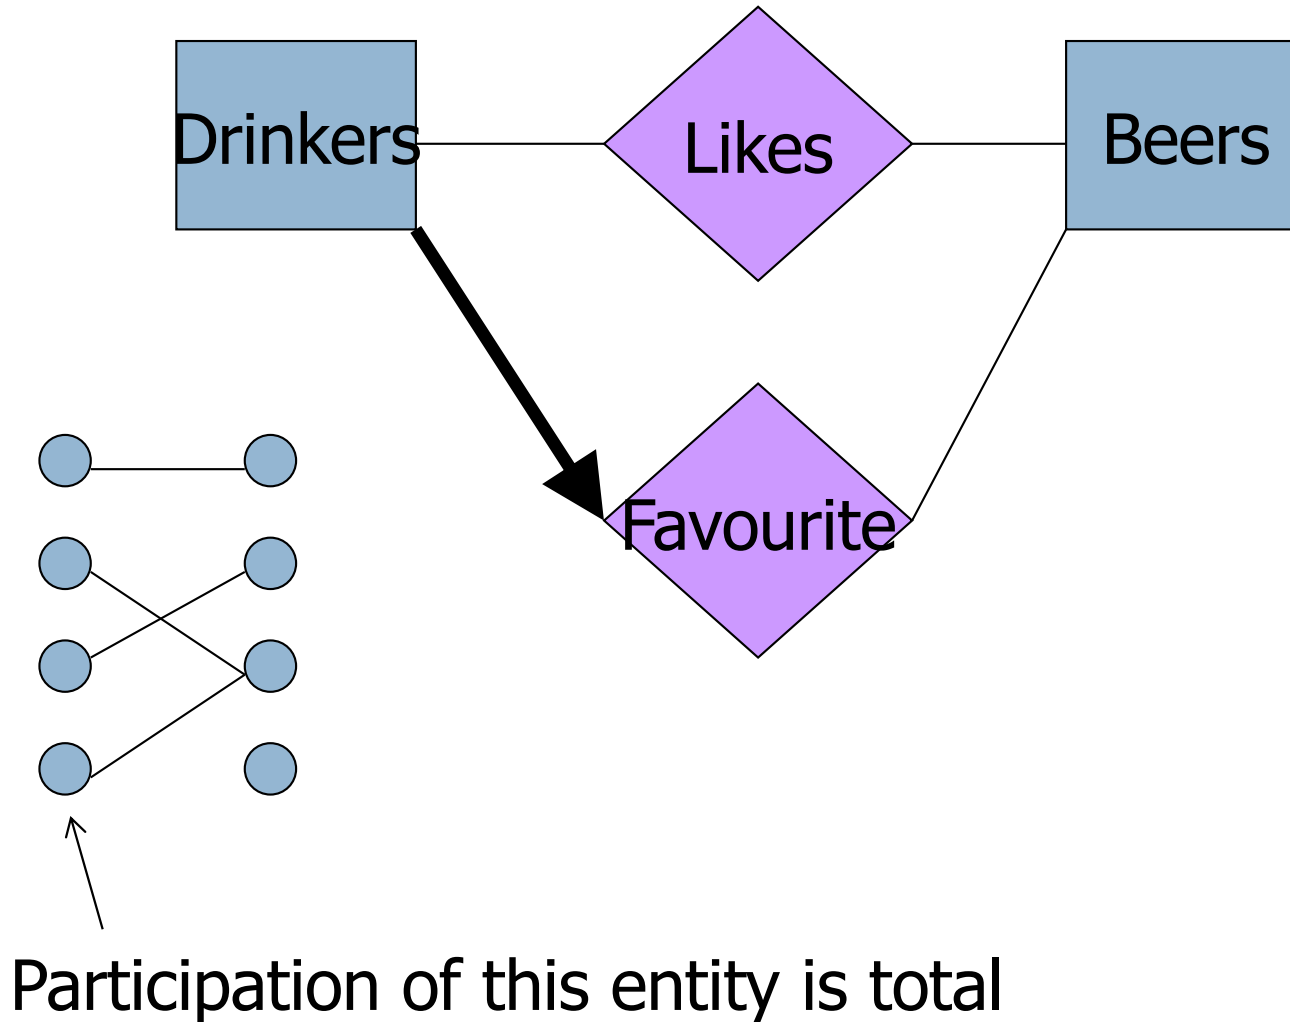 Drinkers
Likes
Beers
Favourite
Participation of this entity is total